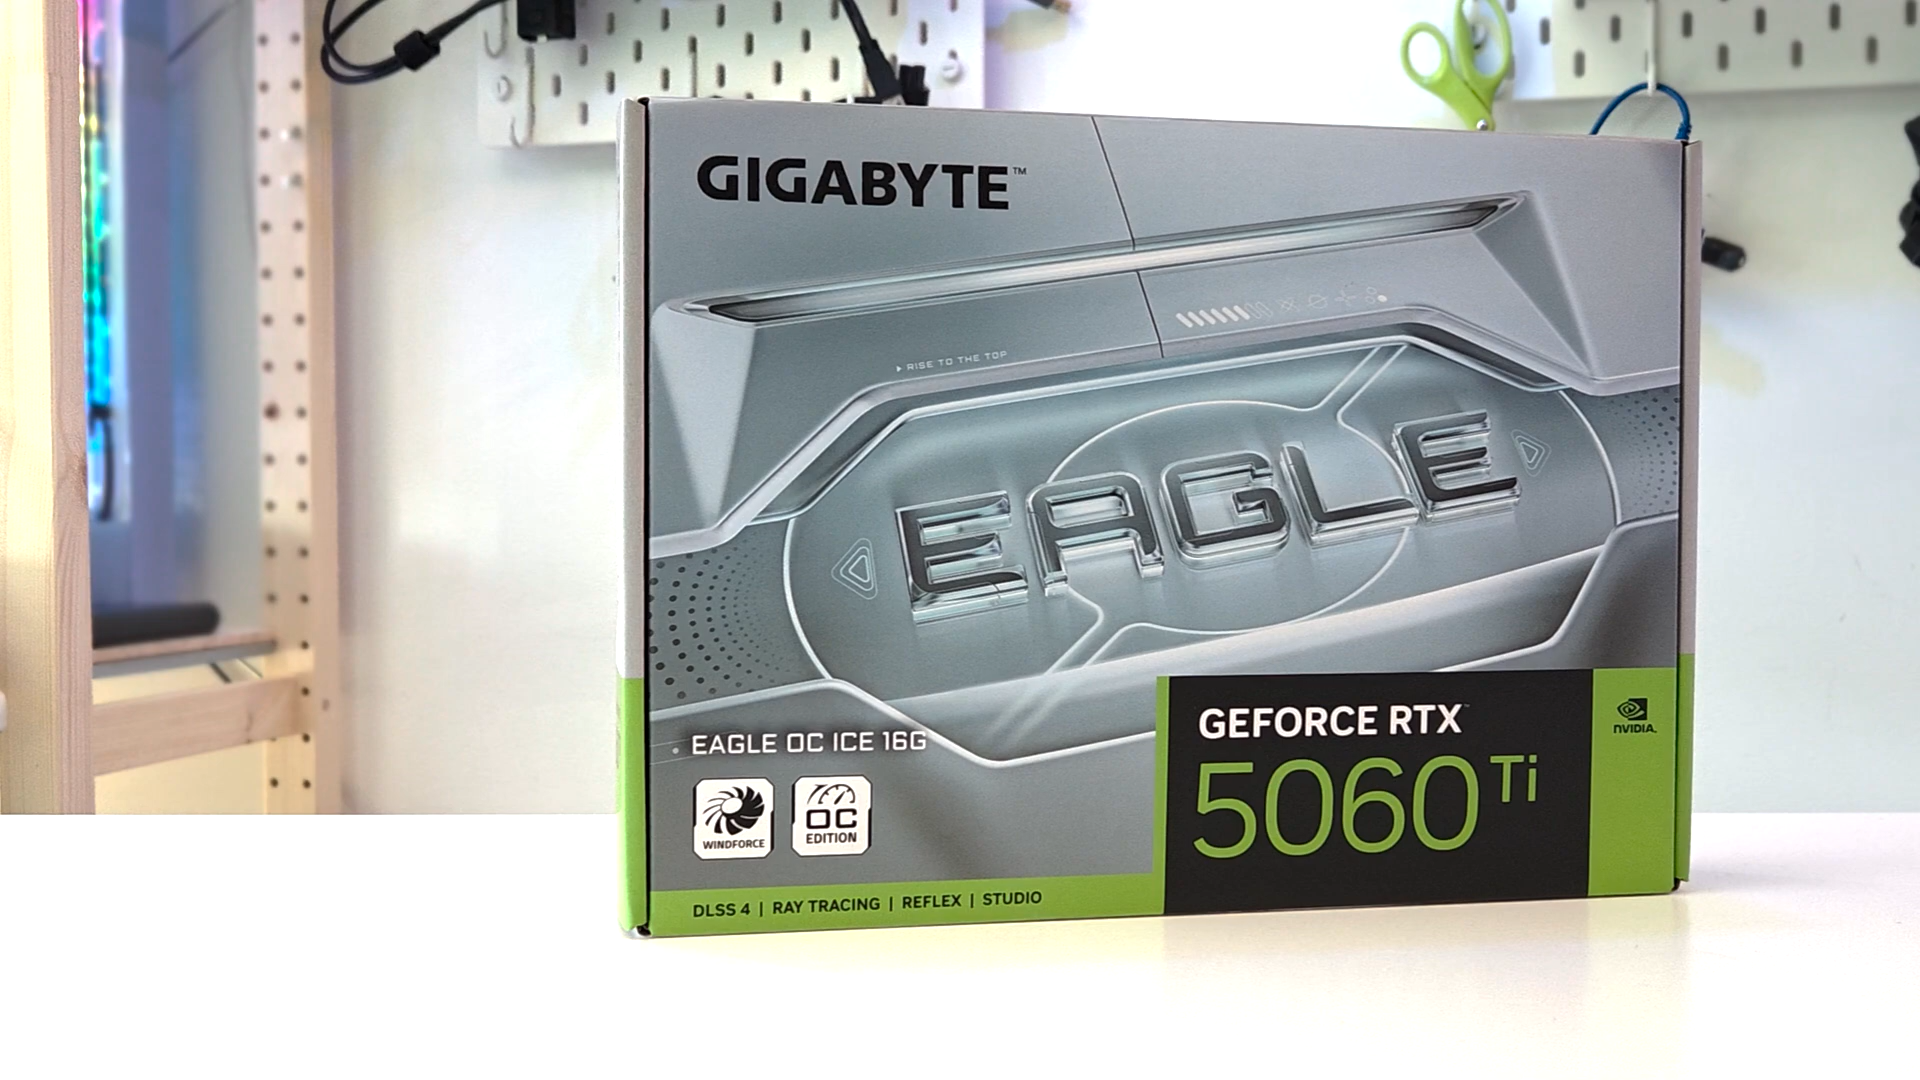 GIGABYTE™
RISE TO THE TOP
EAGLE
EAGLE OC ICE 16G
WINDFORCE
OC
EDITION
GEFORCE RTX™
5060 Ti
NVIDIA.
DLSS 4 | RAY TRACING | REFLEX | STUDIO